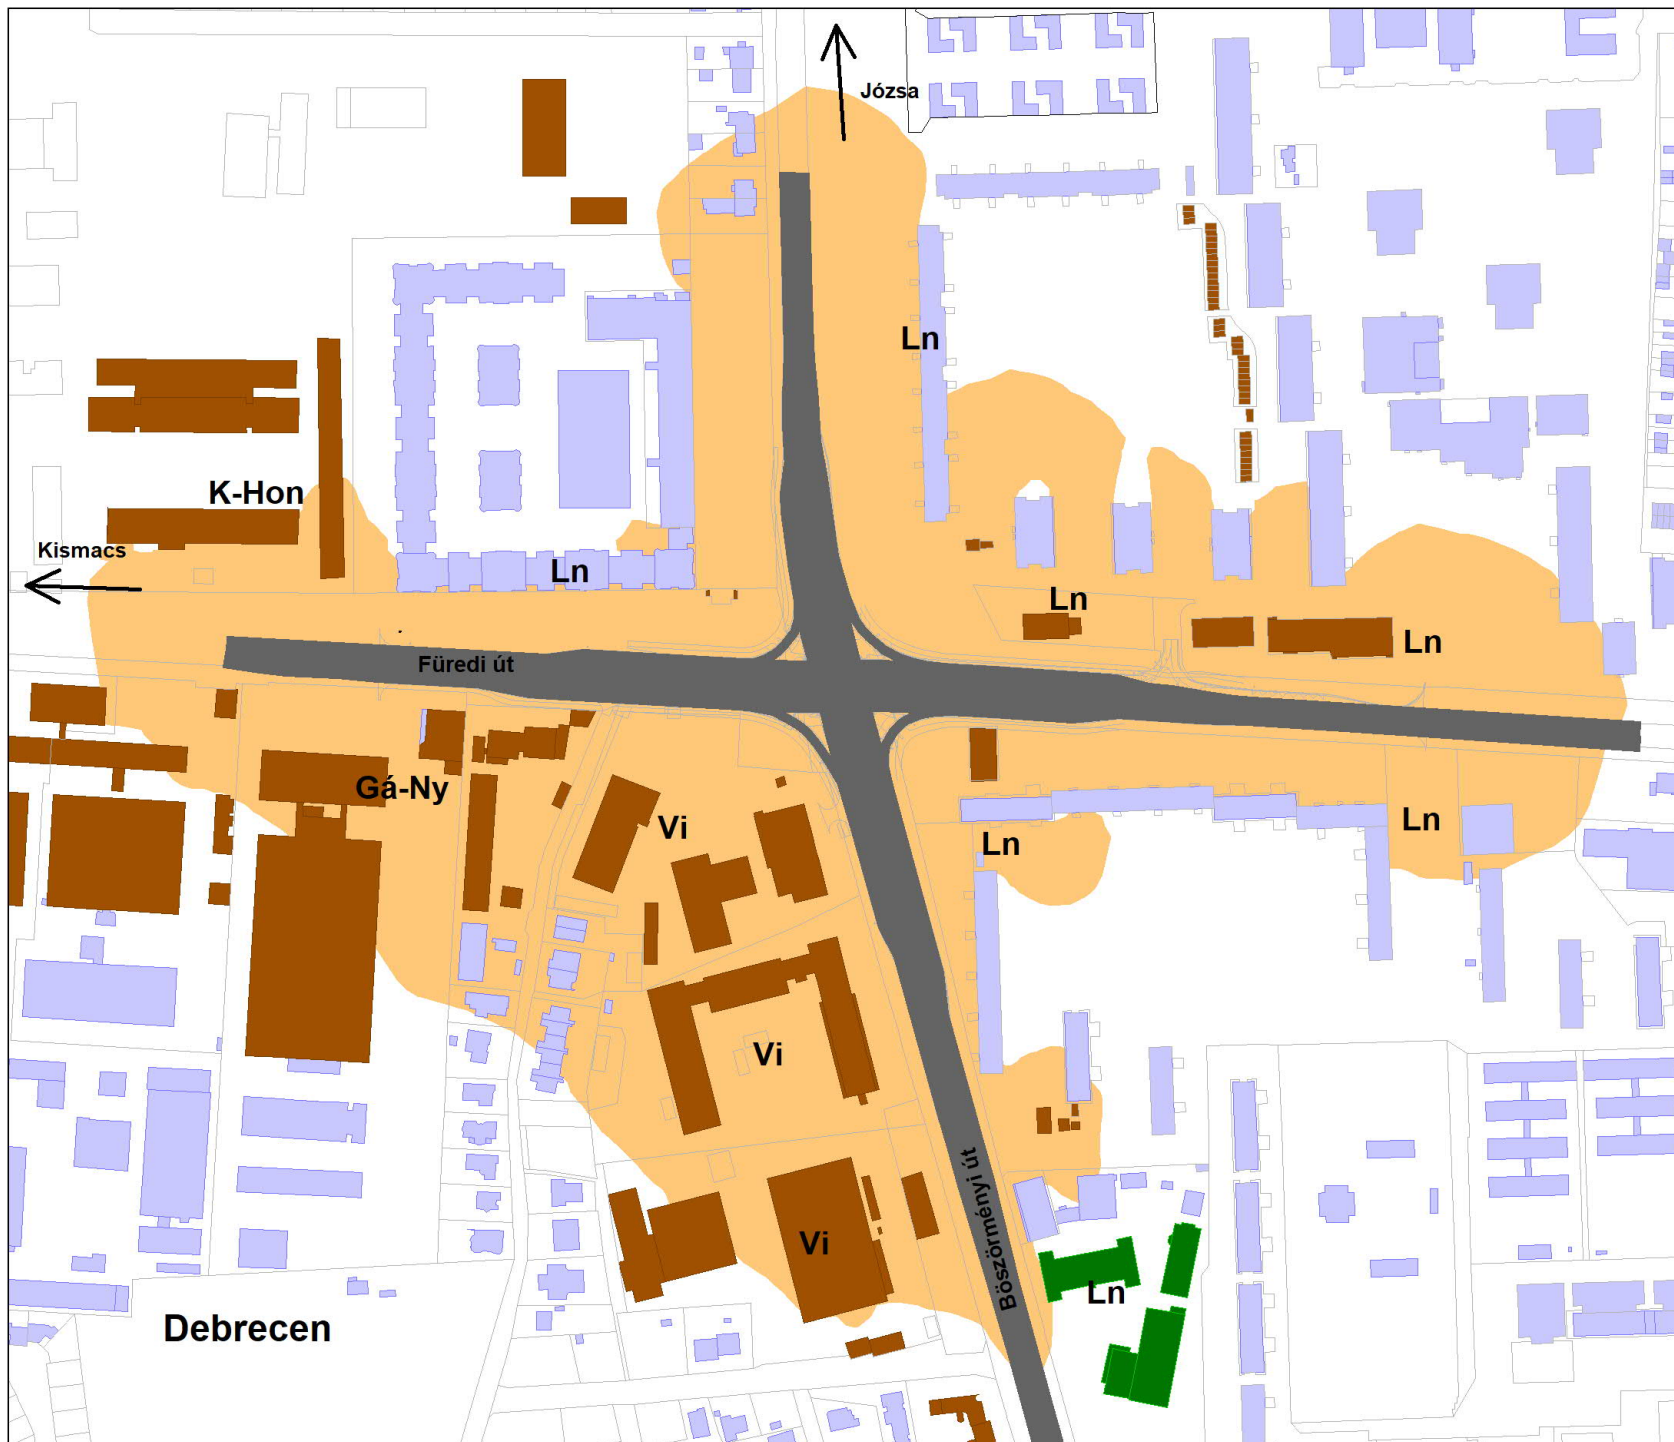 Józsa
Ln
K-Hon
Kismacs
Ln
Ln
Ln
Füredi út
Gá-Ny
Vi
Ln
Ln
Vi
Böszörményi út
Vi
Ln
Debrecen